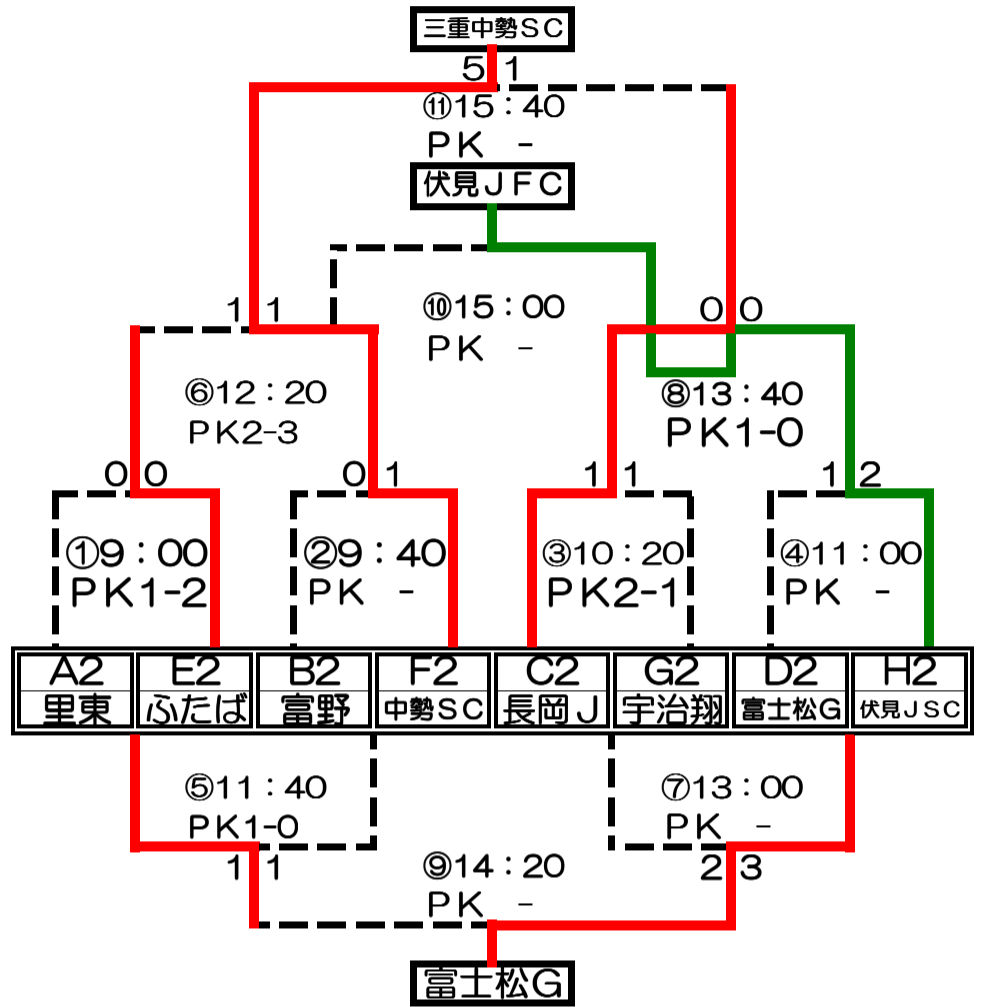 三重中勢SC
5 1
⑪15：40
PK -
伏見JFC
1 1
⑩15：00
PK -
0 0
⑥12：20
PK2-3
⑧13：40
PK1-0
0 0
0 1
1 1
1 2
①9：00
PK1-2
②9：40
PK -
③10：20
PK2-1
④11：00
PK -
A2 E2 B2 F2 C2 G2 D2 H2
里東 ふたば 富野 中勢SC 長岡J 宇治翔 富士松G 伏見JSC
⑤11：40
PK1-0
⑦13：00
PK -
1 1
⑨14：20
PK -
2 3
富士松G